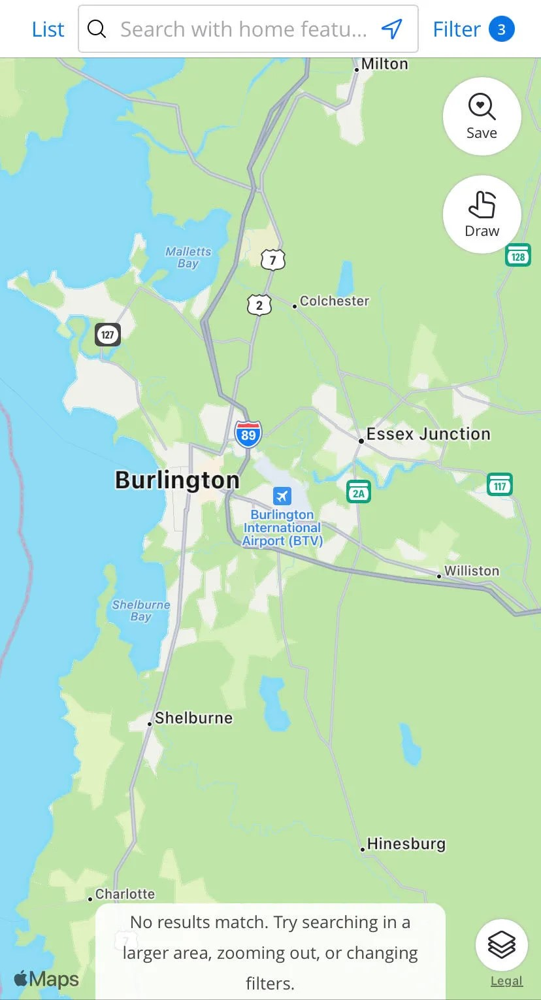 List
Search with home featu...
Filter 3
Milton
Save
Draw
128
Malletts
Bay
7
2
Colchester
127
89
Essex Junction
Burlington
2A
117
Burlington
International
Airport (BTV)
Williston
Shelburne
Bay
Shelburne
Hinesburg
Charlotte
No results match. Try searching in a
7
larger area, zooming out, or changing
filters.
Maps
Legal